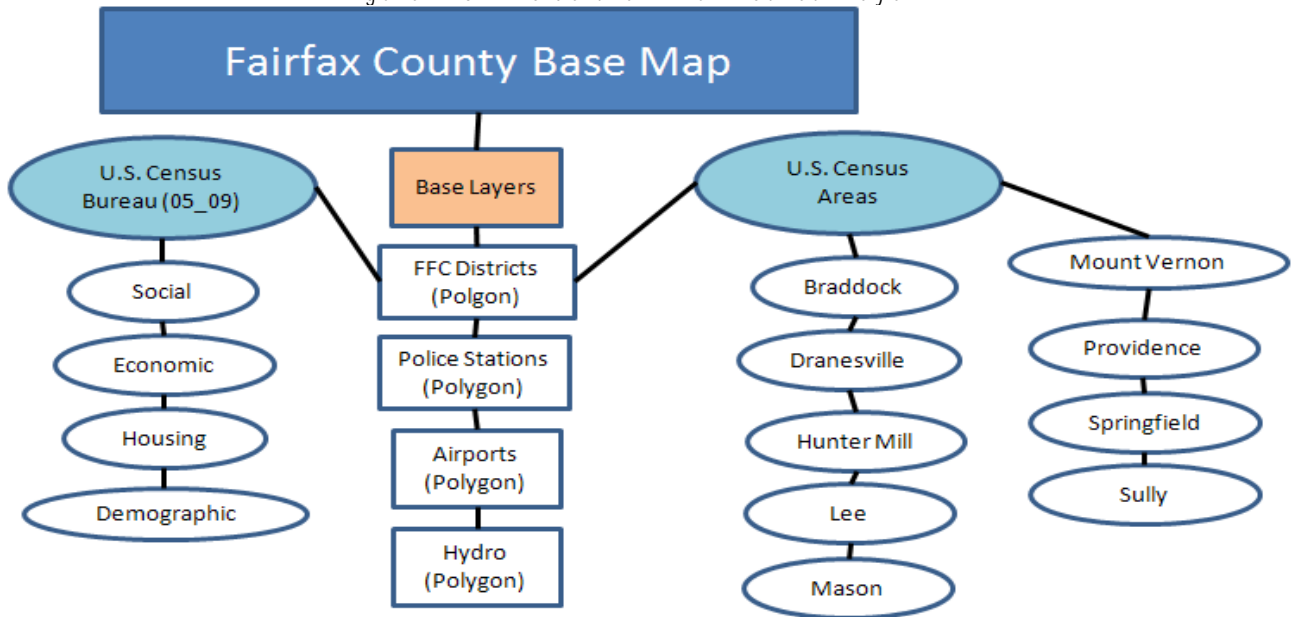 Fairfax County Base Map
U.S. Census
Bureau (05_09)
Social
Economic
Housing
Demographic
Base Layers
FFC Districts
(Polgon)
Police Stations
(Polygon)
Airports
(Polygon)
Hydro
(Polygon)
U.S. Census
Areas
Braddock
Dranesville
Hunter Mill
Lee
Mason
Mount Vernon
Providence
Springfield
Sully